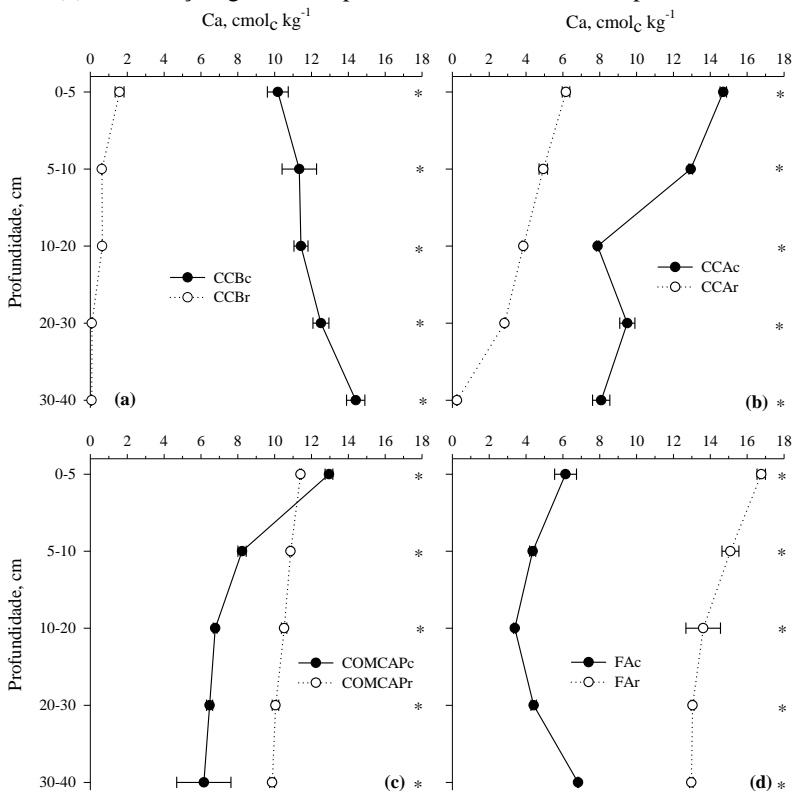 Ca, cmolc kg-1 Ca, cmolc kg-1
0 2 4 6 8 10 12 14 16 18 0 2 4 6 8 10 12 14 16 18
Profundidade, cm
0-5 * *
5-10 * *
10-20 * *
CCBc CCAc
CCBr CCAr
20-30 * *
30-40 (a) * (b) *
0 2 4 6 8 10 12 14 16 18 0 2 4 6 8 10 12 14 16 18
Profundidade, cm
0-5 * *
5-10 * *
10-20 * *
COMCAPc FAc
COMCAPr FAr
20-30 * *
30-40 (c) * (d) *